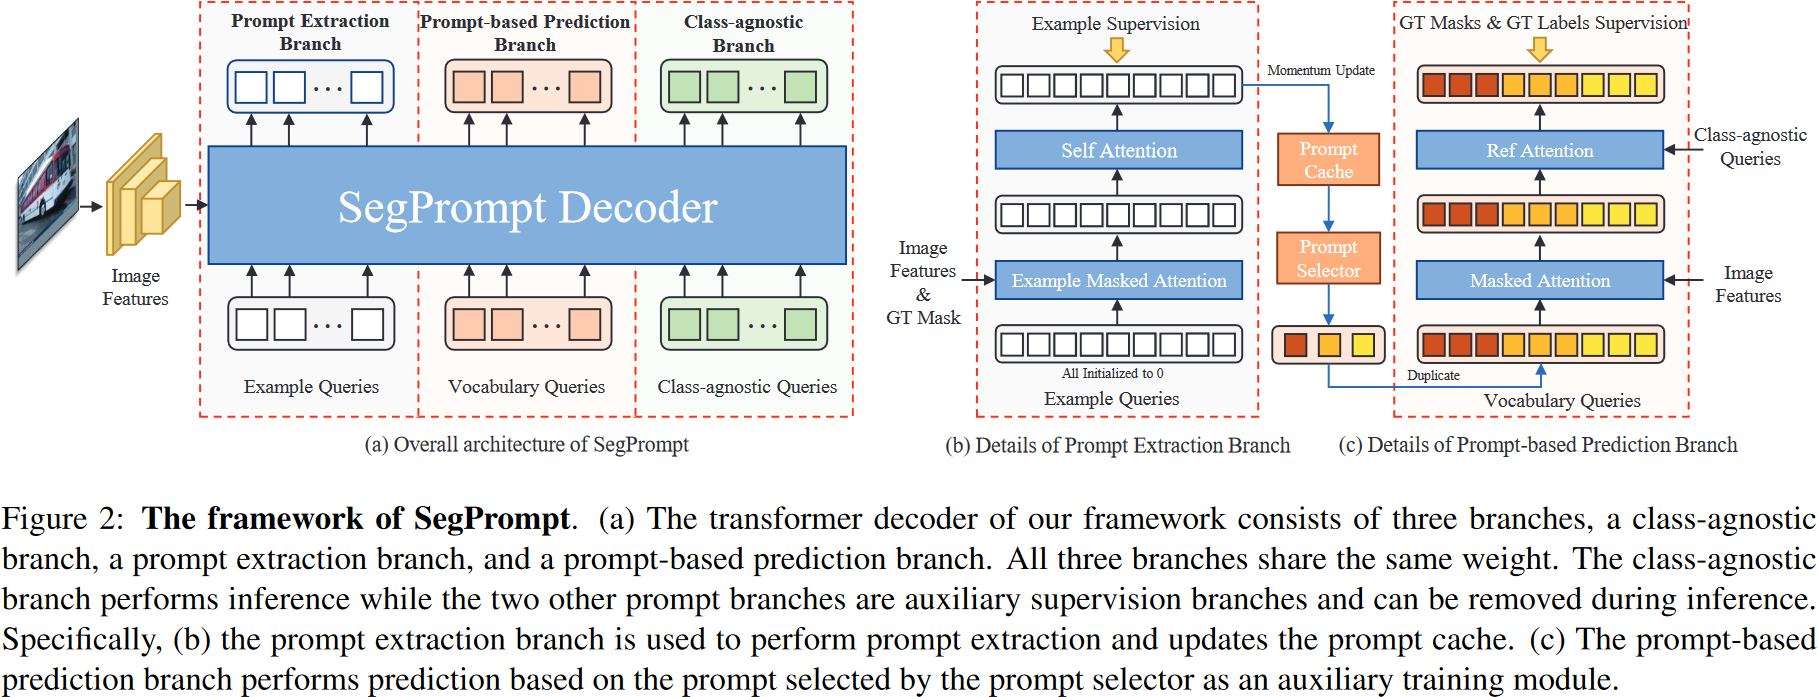 Prompt Extraction
Branch
Prompt-based Prediction
Branch
Class-agnostic
Branch
SegPrompt Decoder
Image
Features
Example Queries
Vocabulary Queries
Class-agnostic Queries
(a) Overall architecture of SegPrompt
Example Supervision
Self Attention
Image
Features
&
GT Mask
Example Masked Attention
All Initialized to 0
Example Queries
(b) Details of Prompt Extraction Branch
Momentum Update
Prompt
Cache
Prompt
Selector
Duplicate
GT Masks & GT Labels Supervision
Ref Attention
Class-agnostic
Queries
Masked Attention
Image
Features
Vocabulary Queries
(c) Details of Prompt-based Prediction Branch
Figure 2: The framework of SegPrompt. (a) The transformer decoder of our framework consists of three branches, a class-agnostic
branch, a prompt extraction branch, and a prompt-based prediction branch. All three branches share the same weight. The class-agnostic
branch performs inference while the two other prompt branches are auxiliary supervision branches and can be removed during inference.
Specifically, (b) the prompt extraction branch is used to perform prompt extraction and updates the prompt cache. (c) The prompt-based
prediction branch performs prediction based on the prompt selected by the prompt selector as an auxiliary training module.